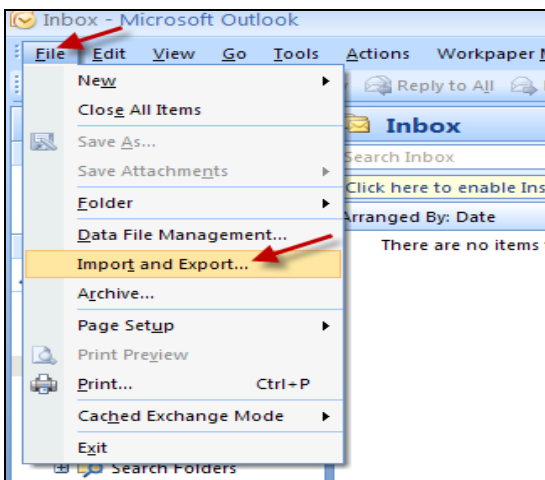 Inbox - Microsoft Outlook
File Edit View Go Tools Actions Workpaper
New
Close All Items
Save As...
Save Attachments
Folder
Data File Management...
Import and Export...
Archive...
Page Setup
Print Preview
Print... Ctrl+P
Cached Exchange Mode
Exit
Reply to All
Inbox
Search Inbox
Click here to enable Ins
Arranged By: Date
There are no items
Search Folders